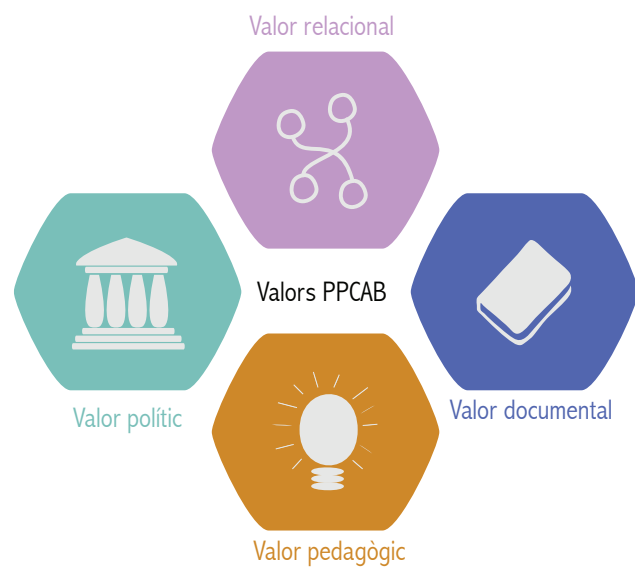 Valor relacional
Valors PPCAB
Valor polític
Valor documental
Valor pedagògic